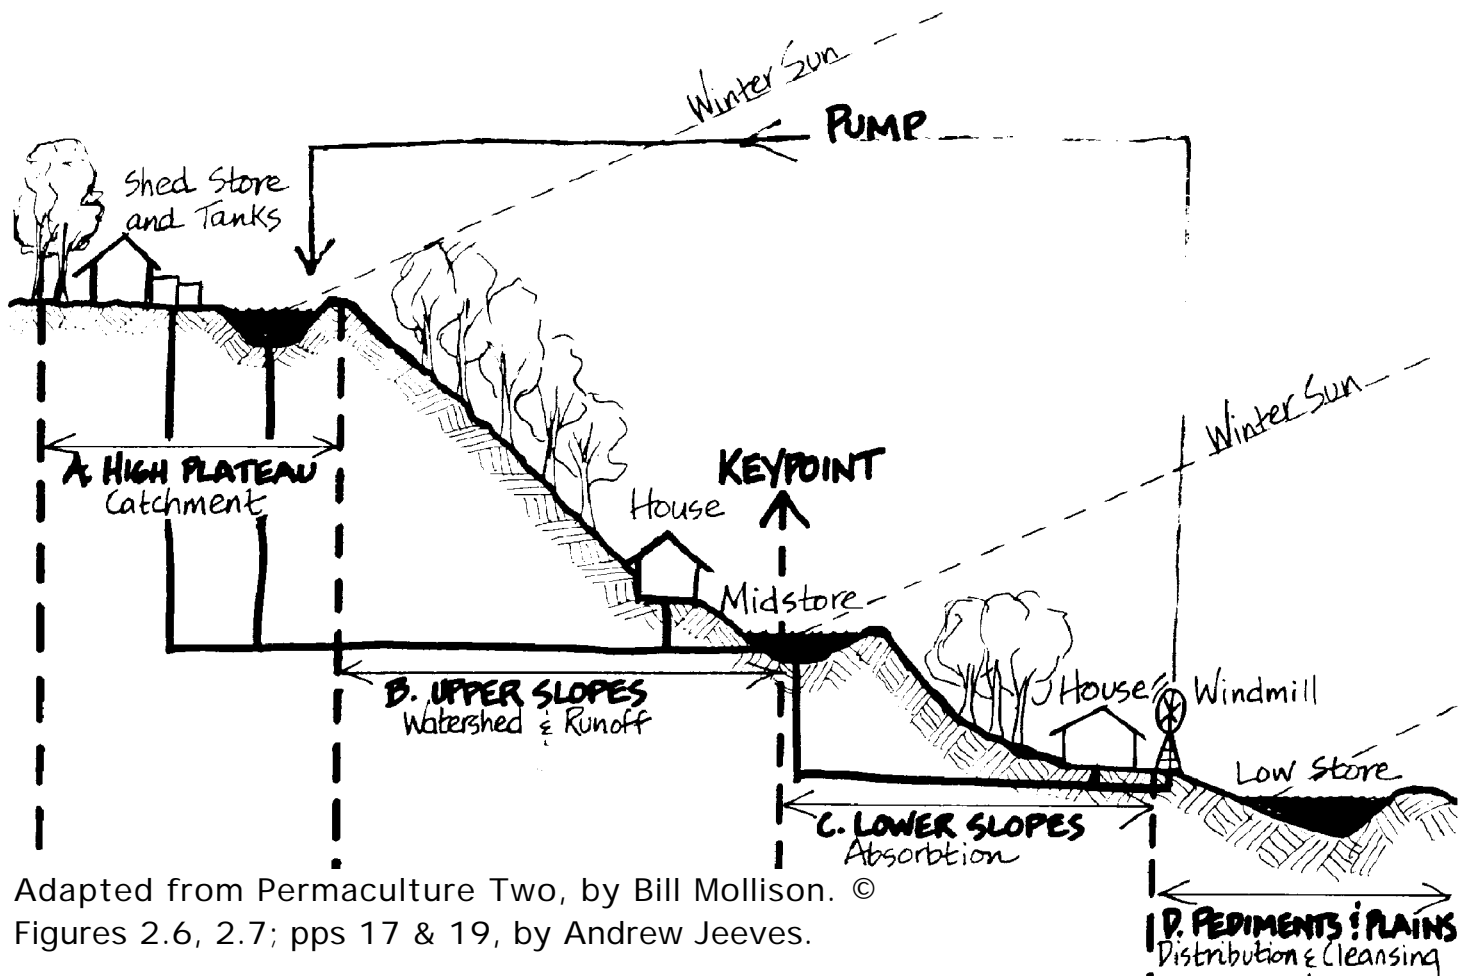 Winter Sun
PUMP
Shed Store
and Tanks
Winter Sun
A. HIGH PLATEAU
Catchment
KEYPOINT
House
Midstore
B. UPPER SLOPES
Watershed & Runoff
House
Windmill
Low Store
C. LOWER SLOPES
Absorbtion
Adapted from Permaculture Two, by Bill Mollison. ©
Figures 2.6, 2.7; pps 17 & 19, by Andrew Jeeves.
D. PEDIMENTS & PLAINS
Distribution & Cleansing